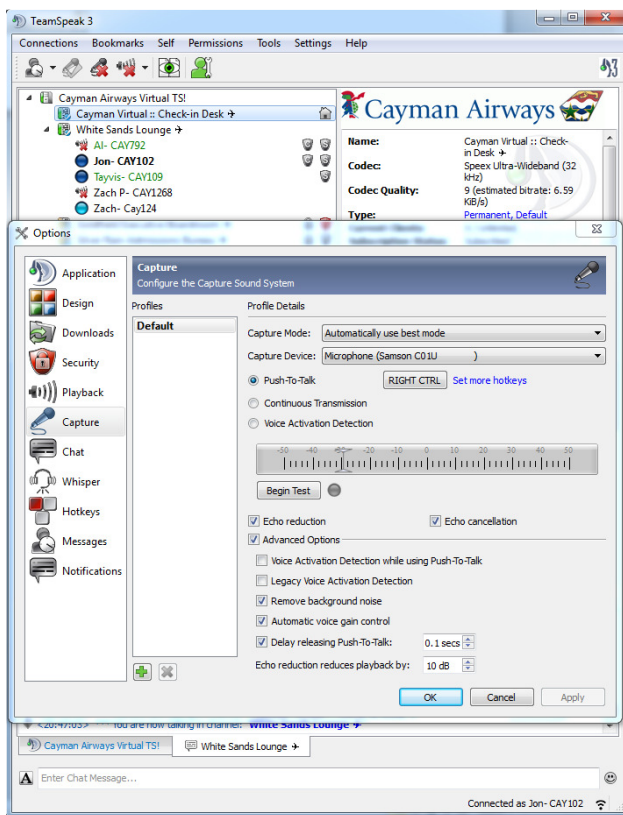 TeamSpeak 3
Connections Bookmarks Self Permissions Tools Settings Help
Cayman Airways Virtual TS!
Cayman Virtual :: Check-in Desk ✈
White Sands Lounge ✈
Al- CAY792
Jon- CAY102
Tayvis- CAY109
Zach P- CAY1268
Zach- Cay124
Cayman Airways
Name: Cayman Virtual :: Check-
in Desk ✈
Codec: Speex Ultra-Wideband (32
kHz)
Codec Quality: 9 (estimated bitrate: 6.59
KiB/s)
Type: Permanent, Default
Options
Application
Design
Downloads
Security
Playback
Capture
Chat
Whisper
Hotkeys
Messages
Notifications
Capture
Configure the Capture Sound System
Profiles
Default
Profile Details
Capture Mode: Automatically use best mode
Capture Device: Microphone (Samson C01U )
Push-To-Talk RIGHT CTRL Set more hotkeys
Continuous Transmission
Voice Activation Detection
-50 -40 -20 -10 0 10 20 30 40 50
Begin Test
Echo reduction Echo cancellation
Advanced Options
Voice Activation Detection while using Push-To-Talk
Legacy Voice Activation Detection
Remove background noise
Automatic voice gain control
Delay releasing Push-To-Talk: 0.1 secs
Echo reduction reduces playback by: 10 dB
OK Cancel Apply
<20:47:03> You are now talking in channel: White Sands Lounge ✈
Cayman Airways Virtual TS! White Sands Lounge ✈
Enter Chat Message...
Connected as Jon- CAY102